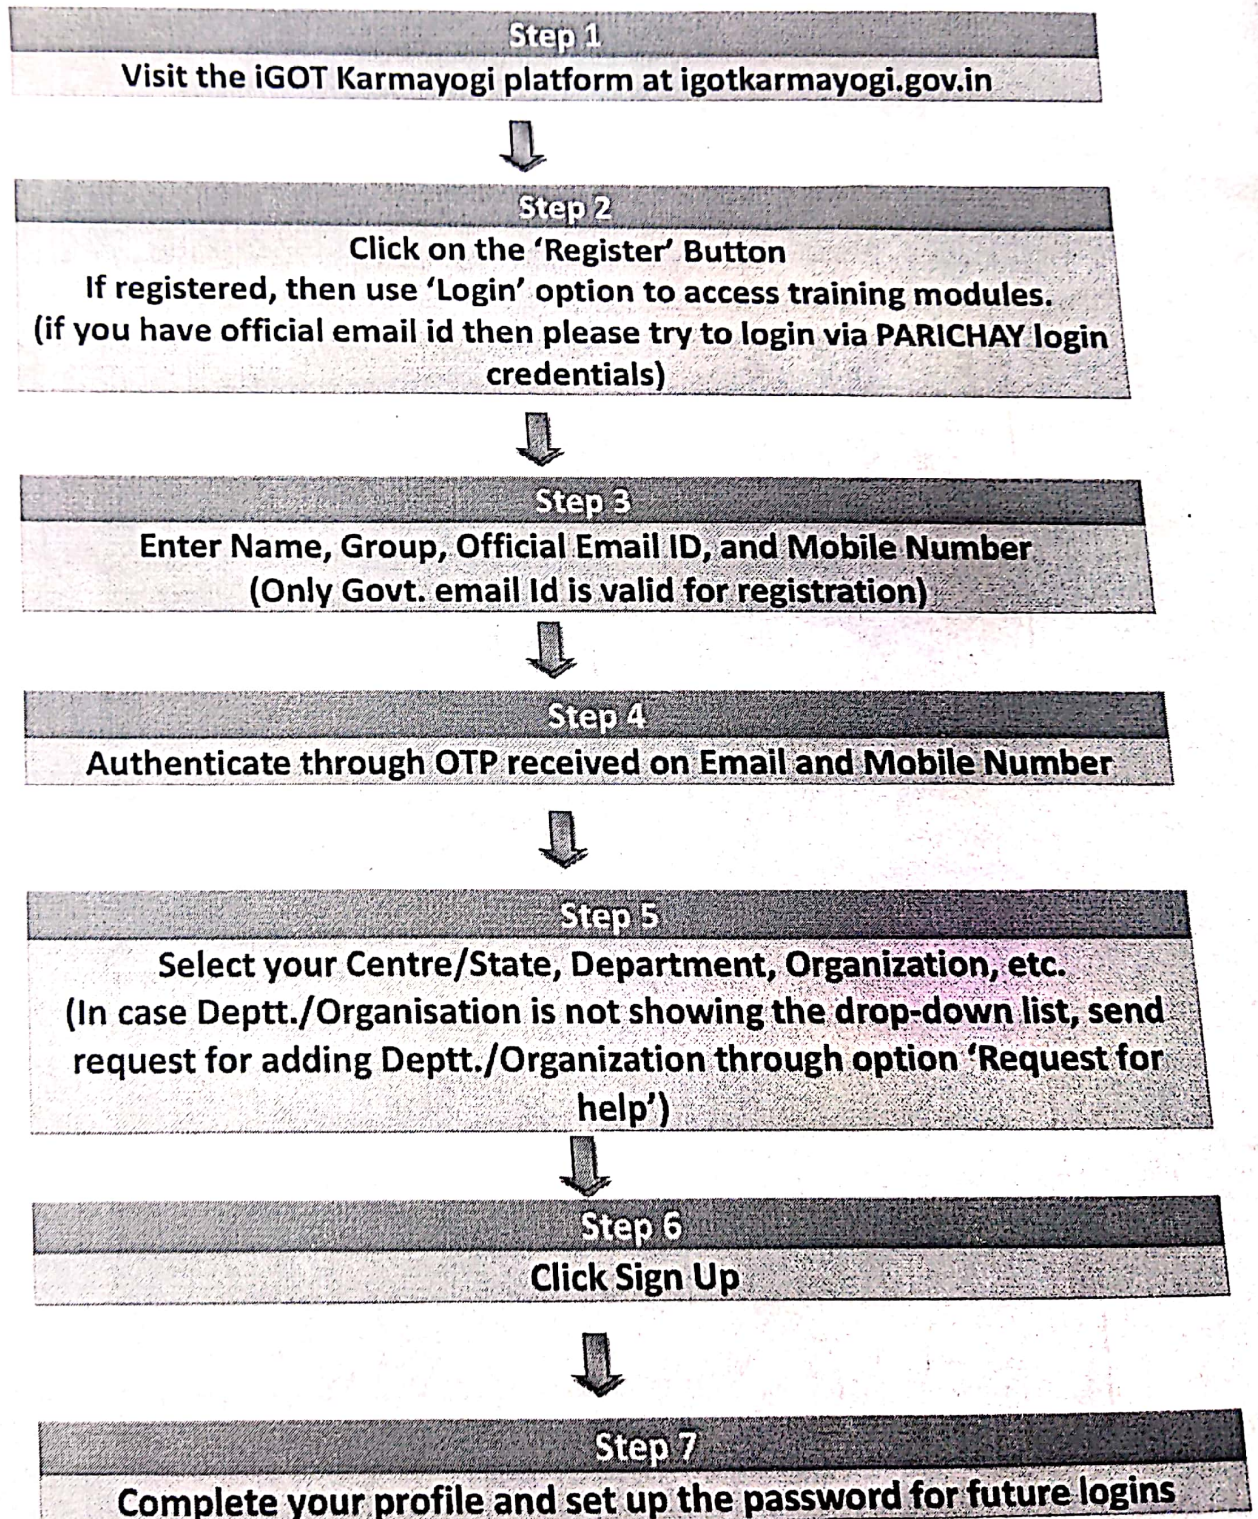 Step 1
Visit the iGOT Karmayogi platform at igotkarmayogi.gov.in
Step 2
Click on the ‘Register’ Button
If registered, then use ‘Login’ option to access training modules.
(if you have official email id then please try to login via PARICHAY login
credentials)
Step 3
Enter Name, Group, Official Email ID, and Mobile Number
(Only Govt. email Id is valid for registration)
Step 4
Authenticate through OTP received on Email and Mobile Number
Step 5
Select your Centre/State, Department, Organization, etc.
(In case Deptt./Organisation is not showing the drop-down list, send
request for adding Deptt./Organization through option ‘Request for
help’)
Step 6
Click Sign Up
Step 7
Complete your profile and set up the password for future logins